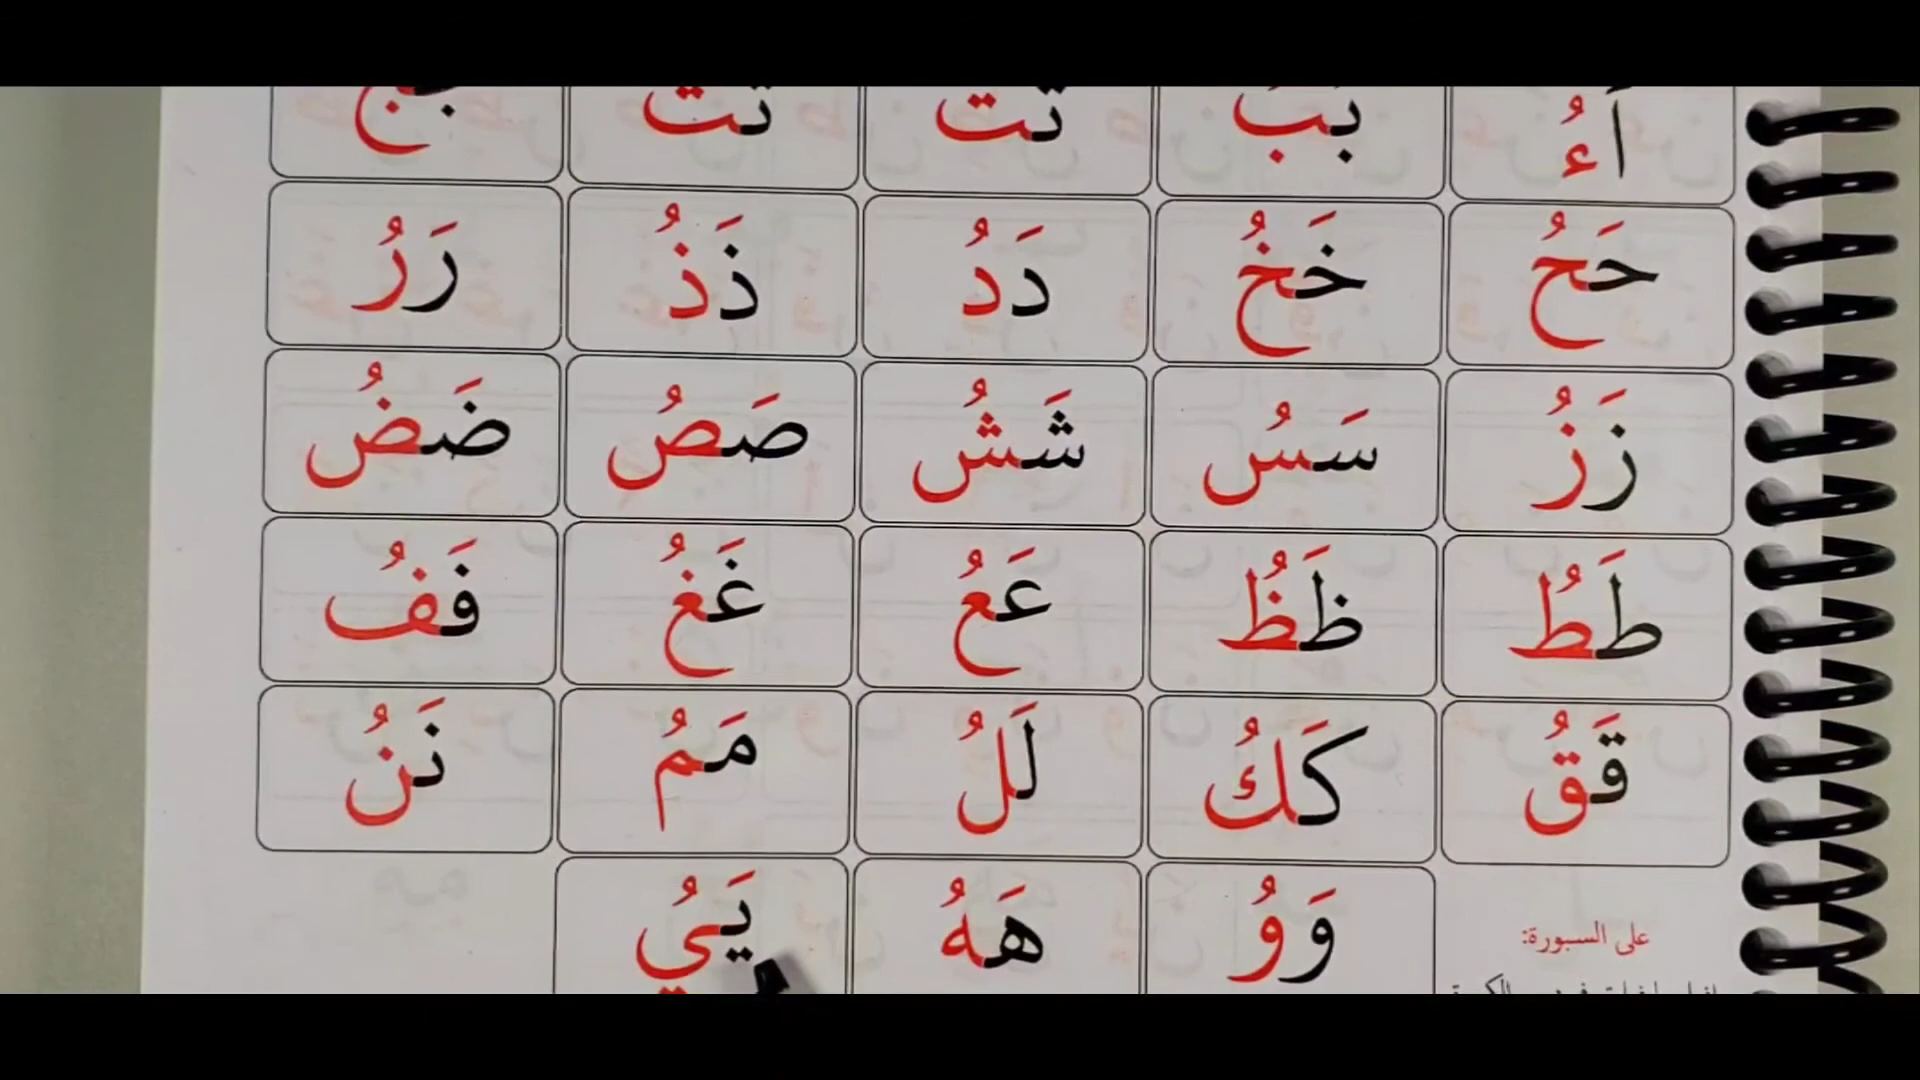 أَءُ بَبُ
حَحُ خَخُ دَدُ ذَذُ رَرُ
زَزُ سَسُ شَشُ صَصُ ضَضُ
طَطُ ظَظُ عَعُ غَغُ فَفُ
قَقُ كَكُ لَلُ مَمُ نَنُ
وَوُ هَهُ يَيُ
على السبورة: